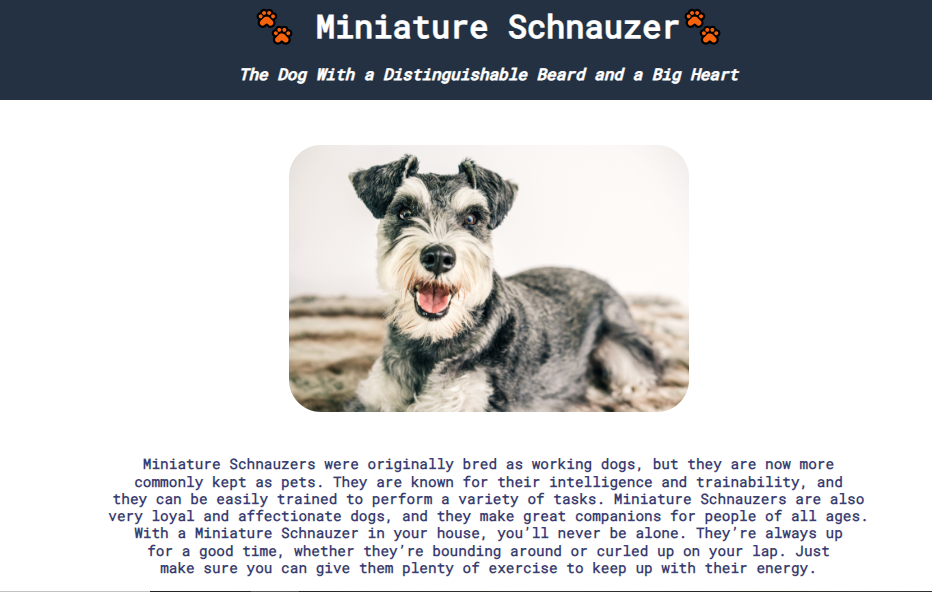 Miniature Schnauzer
The Dog With a Distinguishable Beard and a Big Heart
Miniature Schnauzers were originally bred as working dogs, but they are now more
commonly kept as pets. They are known for their intelligence and trainability, and
they can be easily trained to perform a variety of tasks. Miniature Schnauzers are also
very loyal and affectionate dogs, and they make great companions for people of all ages.
With a Miniature Schnauzer in your house, you’ll never be alone. They’re always up
for a good time, whether they’re bounding around or curled up on your lap. Just
make sure you can give them plenty of exercise to keep up with their energy.